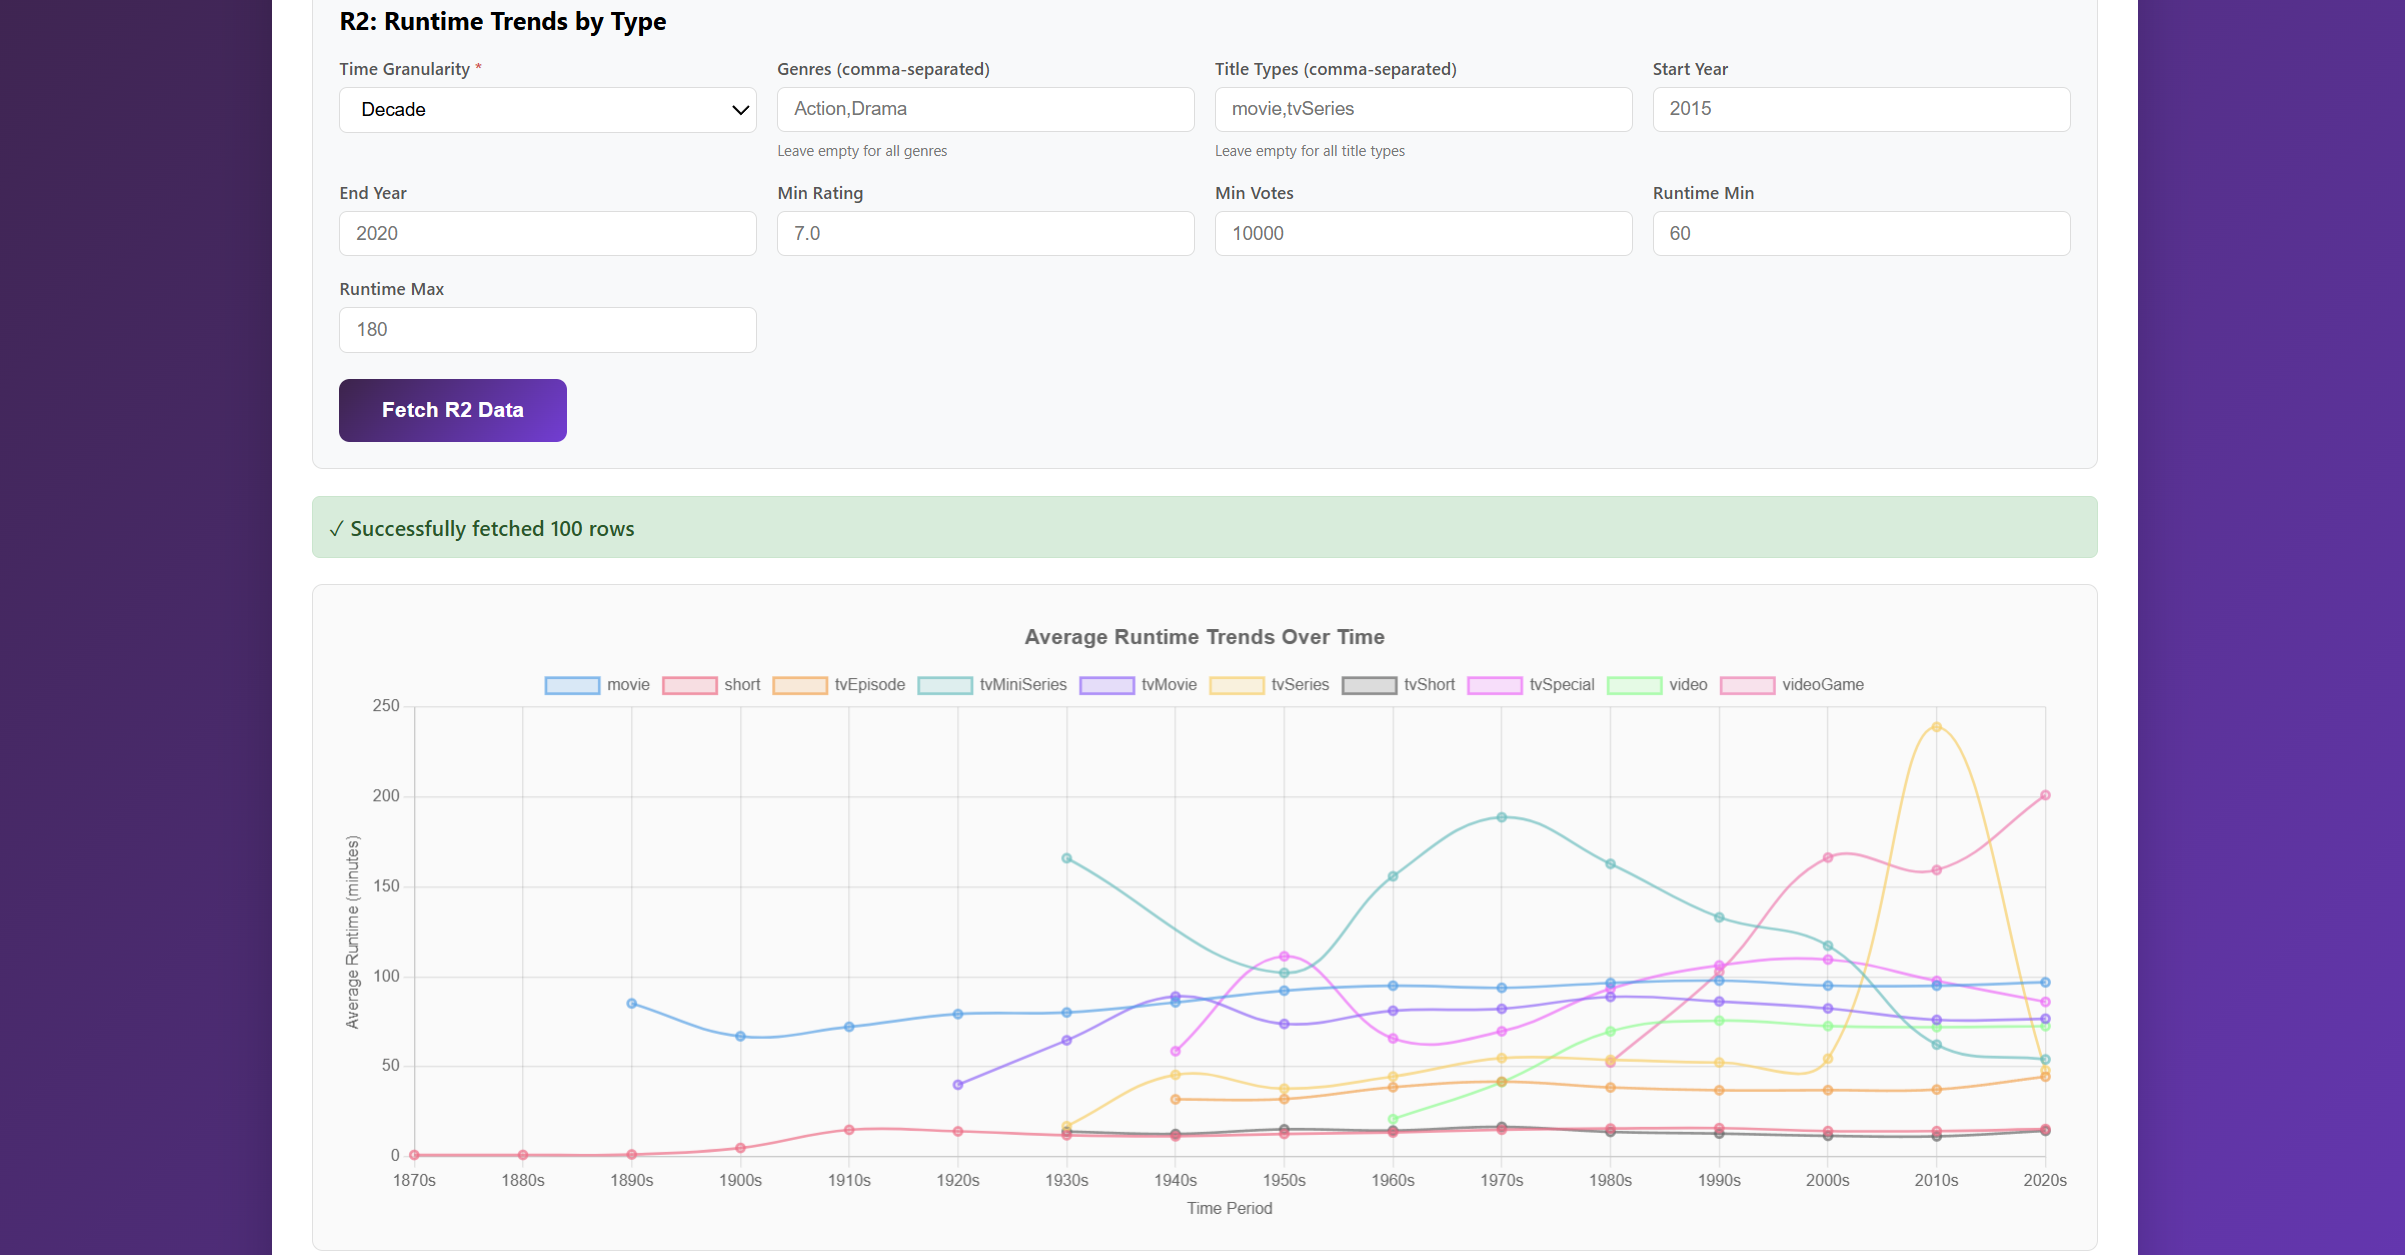 R2: Runtime Trends by Type
Time Granularity *
Genres (comma-separated)
Title Types (comma-separated)
Start Year
Decade
Action,Drama
movie,tvSeries
2015
Leave empty for all genres
Leave empty for all title types
End Year
Min Rating
Min Votes
Runtime Min
2020
7.0
10000
60
Runtime Max
180
Fetch R2 Data
✓ Successfully fetched 100 rows
Average Runtime Trends Over Time
movie short tvEpisode tvMiniSeries tvMovie tvSeries tvShort tvSpecial video videoGame
250
200
150
100
50
0
Average Runtime (minutes)
1870s 1880s 1890s 1900s 1910s 1920s 1930s 1940s 1950s 1960s 1970s 1980s 1990s 2000s 2010s 2020s
Time Period